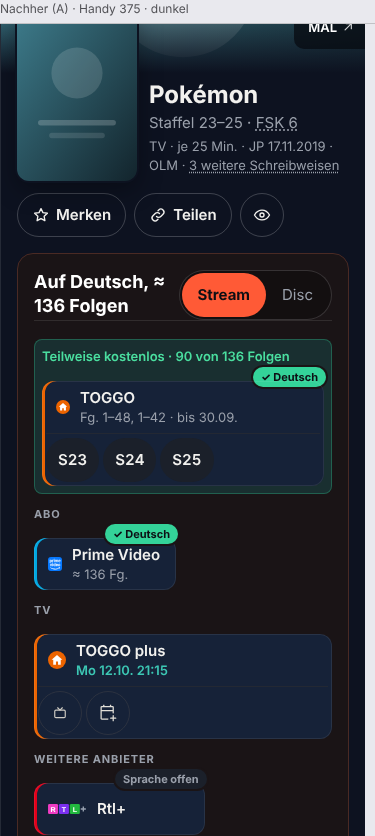 Nachher (A) · Handy 375 · dunkel
MAL ↗
Pokémon
Staffel 23–25 · FSK 6
TV · je 25 Min. · JP 17.11.2019 ·
OLM · 3 weitere Schreibweisen
Merken
Teilen
Auf Deutsch, ≈
136 Folgen
Stream
Disc
Teilweise kostenlos · 90 von 136 Folgen
✓ Deutsch
TOGGO
Fg. 1–48, 1–42 · bis 30.09.
S23
S24
S25
ABO
✓ Deutsch
prime video
Prime Video
≈ 136 Fg.
TV
TOGGO plus
Mo 12.10. 21:15
WEITERE ANBIETER
Sprache offen
RTL+
Rtl+